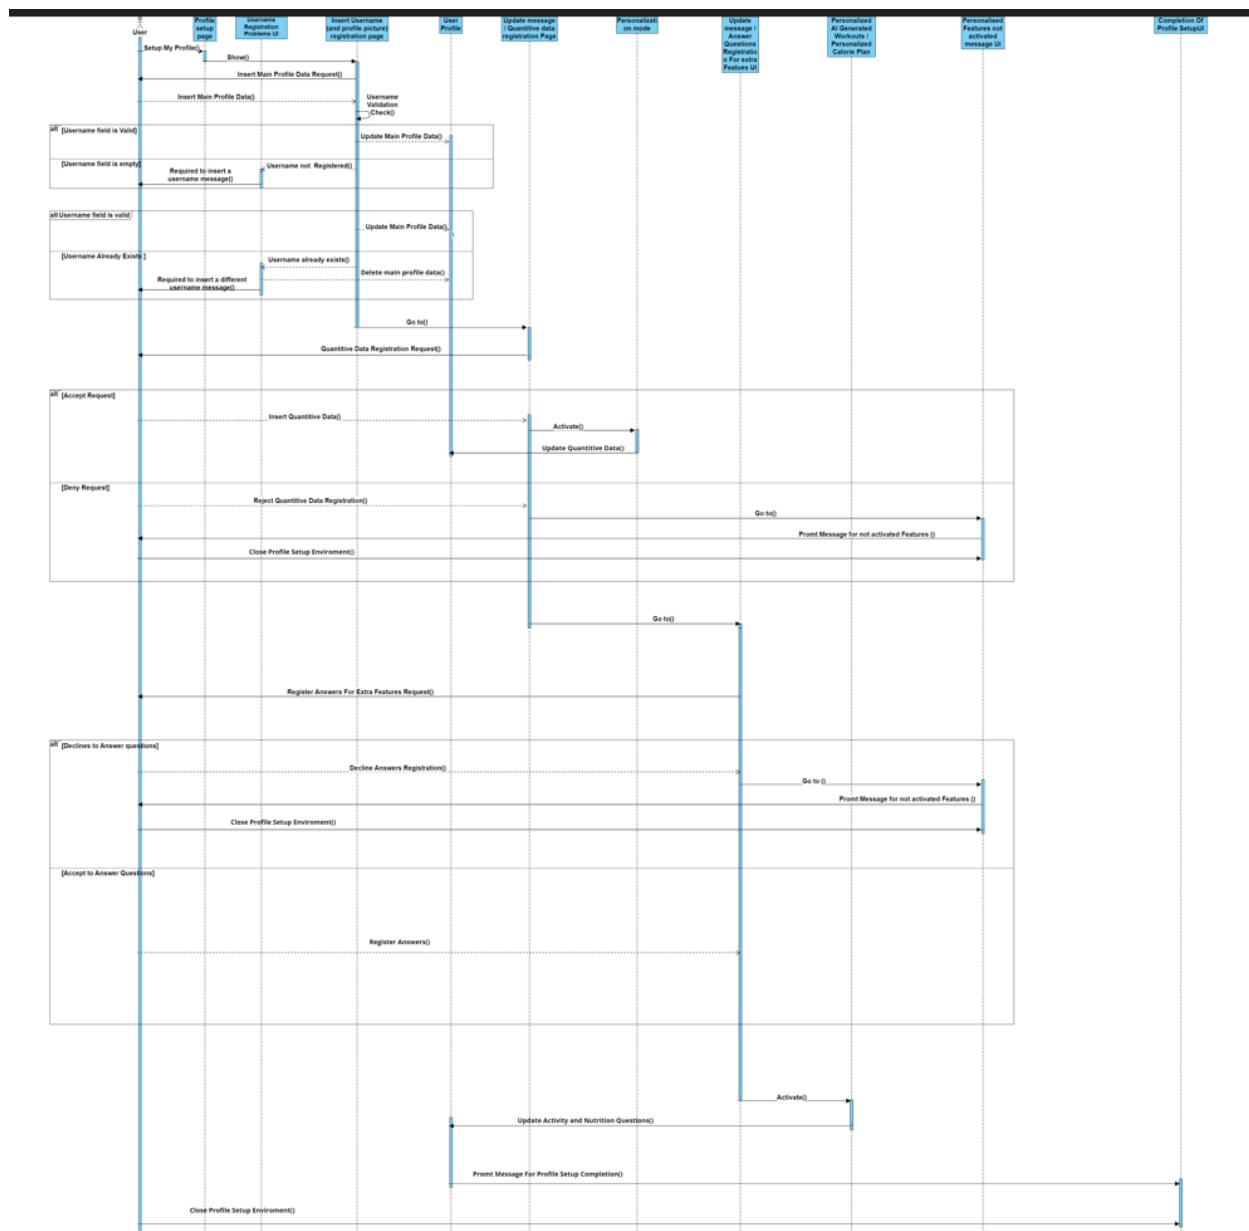 User
Profile
setup
page
Username
Registration
Problems UI
Insert Username
(and profile picture)
registration page
User
Profile
Update message
/ Quantitive data
registration Page
Personalizati
on mode
Update
message /
Answer
Questions
Registratio
n For extra
Featues UI
Personalized
AI Generated
Workouts /
Personalized
Calorie Plan
Personalised
Features not
activated
message Ui
Completion Of
Profile SetupUI
Setup My Profile()
Show()
Insert Main Profile Data Request()
Insert Main Profile Data()
Username
Validation
Check()
alt
[Username field is Valid]
Update Main Profile Data()
[Username field is empty]
Username not Registered()
Required to insert a
username message()
alt
Username field is valid
Update Main Profile Data()
[Username Already Exists ]
Username already exists()
Delete main profile data()
Required to insert a different
username message()
Go to()
Quantitive Data Registration Request()
alt
[Accept Request]
Insert Quantitive Data()
Activate()
Update Quantitive Data()
[Deny Request]
Reject Quantitive Data Registration()
Go to()
Promt Message for not activated Features ()
Close Profile Setup Enviroment()
Go to()
Register Answers For Extra Features Request()
alt
[Declines to Answer questions]
Decline Answers Registration()
Go to ()
Promt Message for not activated Features ()
Close Profile Setup Enviroment()
[Accept to Answer Questions]
Register Answers()
Activate()
Update Activity and Nutrition Questions()
Promt Message For Profile Setup Completion()
Close Profile Setup Enviroment()